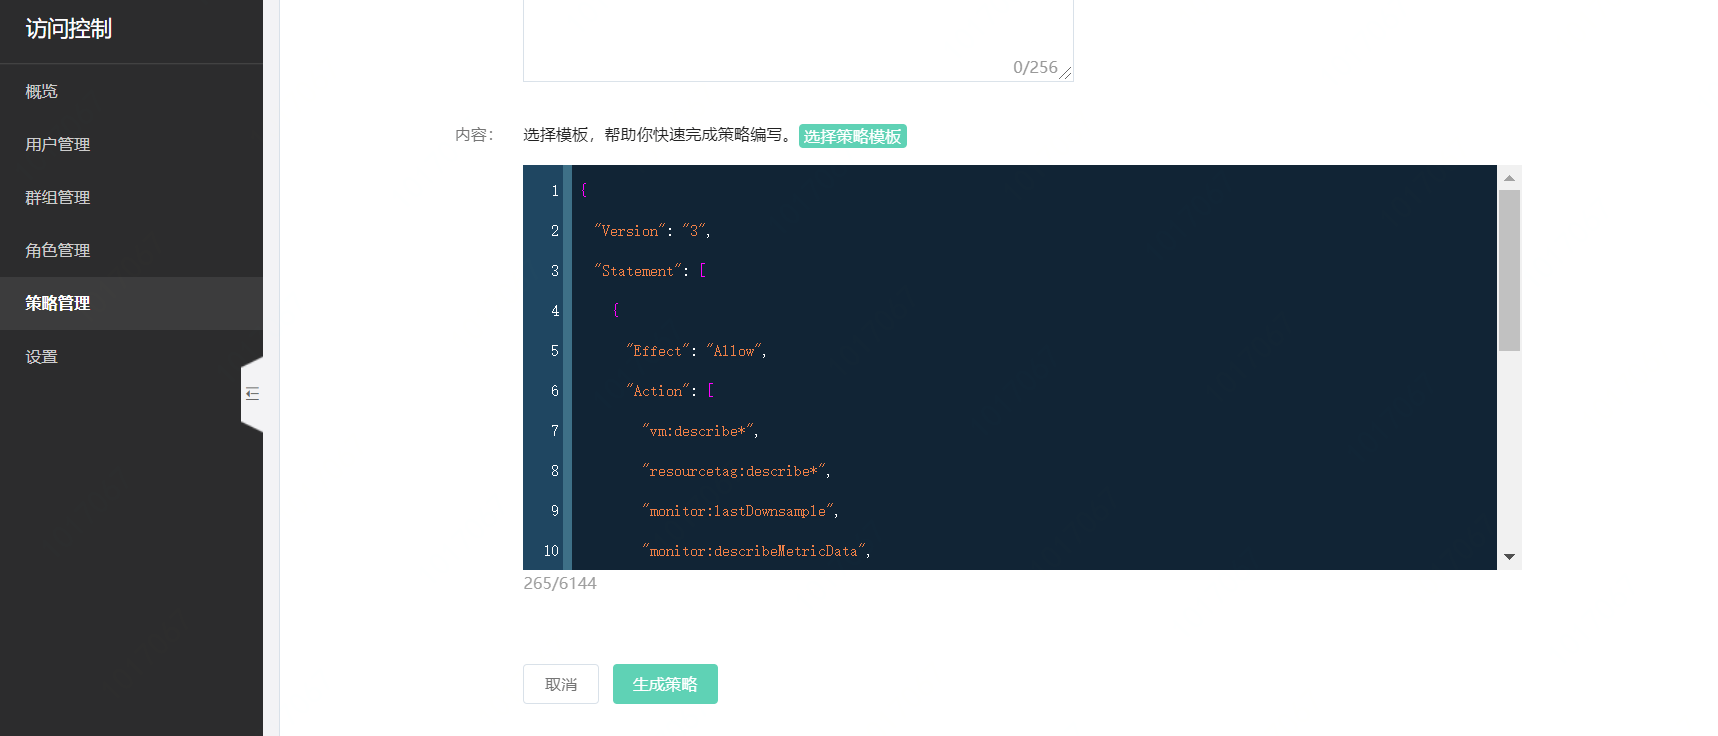 访问控制
概览
用户管理
群组管理
角色管理
策略管理
设置
0/256
内容：
选择模板，帮助你快速完成策略编写。 选择策略模板
1 {
2 "Version": "3",
3 "Statement": [
4 {
5 "Effect": "Allow",
6 "Action": [
7 "vm:describe*",
8 "resourcetag:describe*",
9 "monitor:lastDownsample",
10 "monitor:describeMetricData",
265/6144
取消 生成策略